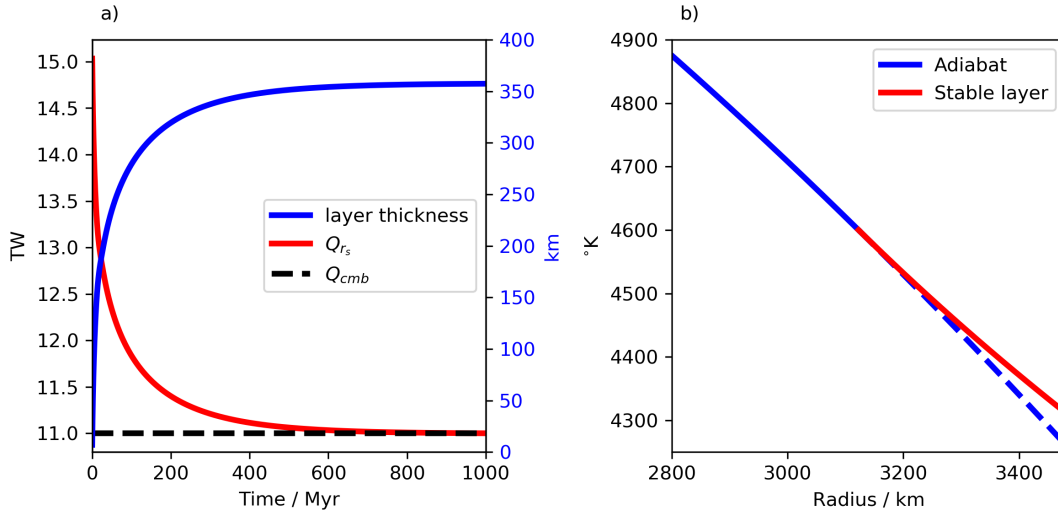 a)
15.0
14.5
14.0
13.5
13.0
12.5
12.0
11.5
11.0
TW
400
350
300
250
200
150
100
50
0
km
layer thickness
Q_{r_s}
Q_{cmb}
0 200 400 600 800 1000
Time / Myr
b)
4900
4800
4700
4600
4500
4400
4300
°K
Adiabat
Stable layer
2800 3000 3200 3400
Radius / km